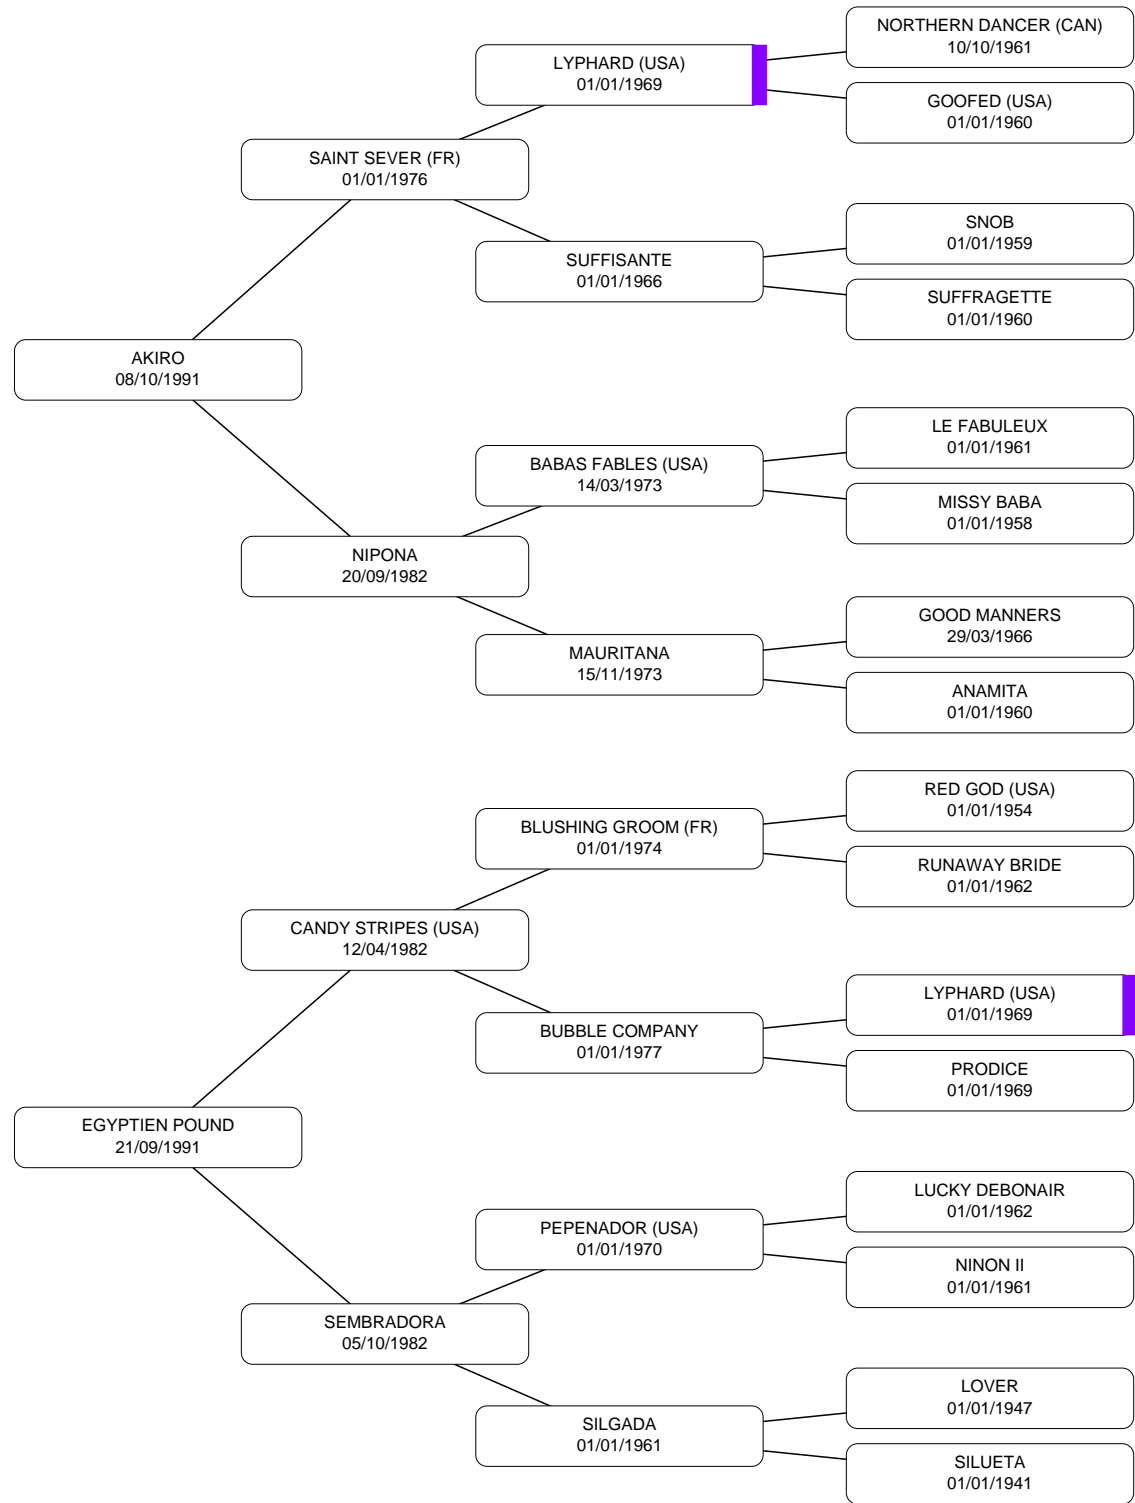 NORTHERN DANCER (CAN)
10/10/1961
LYPHARD (USA)
01/01/1969
GOOFED (USA)
01/01/1960
SAINT SEVER (FR)
01/01/1976
SNOB
01/01/1959
SUFFISANTE
01/01/1966
SUFFRAGETTE
01/01/1960
AKIRO
08/10/1991
LE FABULEUX
01/01/1961
BABAS FABLES (USA)
14/03/1973
MISSY BABA
01/01/1958
NIPONA
20/09/1982
GOOD MANNERS
29/03/1966
MAURITANA
15/11/1973
ANAMITA
01/01/1960
RED GOD (USA)
01/01/1954
BLUSHING GROOM (FR)
01/01/1974
RUNAWAY BRIDE
01/01/1962
CANDY STRIPES (USA)
12/04/1982
LYPHARD (USA)
01/01/1969
BUBBLE COMPANY
01/01/1977
PRODICE
01/01/1969
EGYPTIEN POUND
21/09/1991
LUCKY DEBONAIR
01/01/1962
PEPENADOR (USA)
01/01/1970
NINON II
01/01/1961
SEMBRADORA
05/10/1982
LOVER
01/01/1947
SILGADA
01/01/1961
SILUETA
01/01/1941